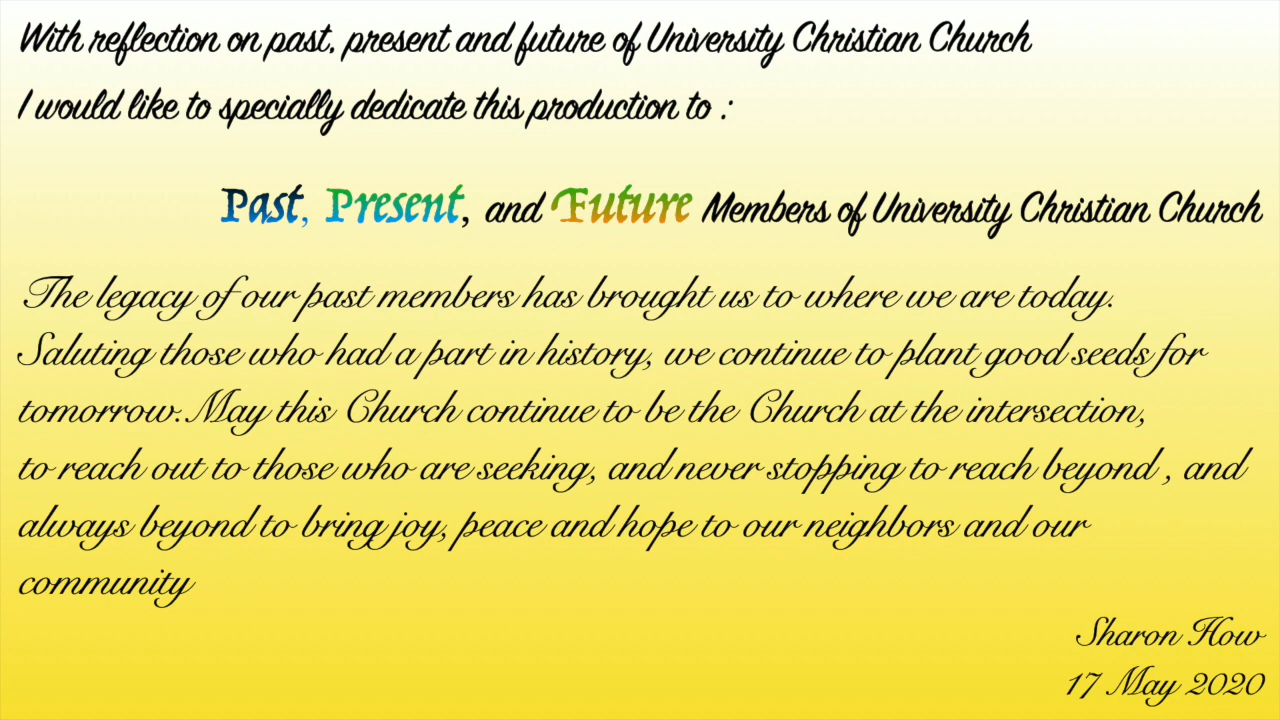 With reflection on past, present and future of University Christian Church
I would like to specially dedicate this production to :
Past, Present, and Future Members of University Christian Church
The legacy of our past members has brought us to where we are today.
Saluting those who had a part in history, we continue to plant good seeds for
tomorrow.May this Church continue to be the Church at the intersection,
to reach out to those who are seeking, and never stopping to reach beyond , and
always beyond to bring joy, peace and hope to our neighbors and our
community
Sharon How
17 May 2020